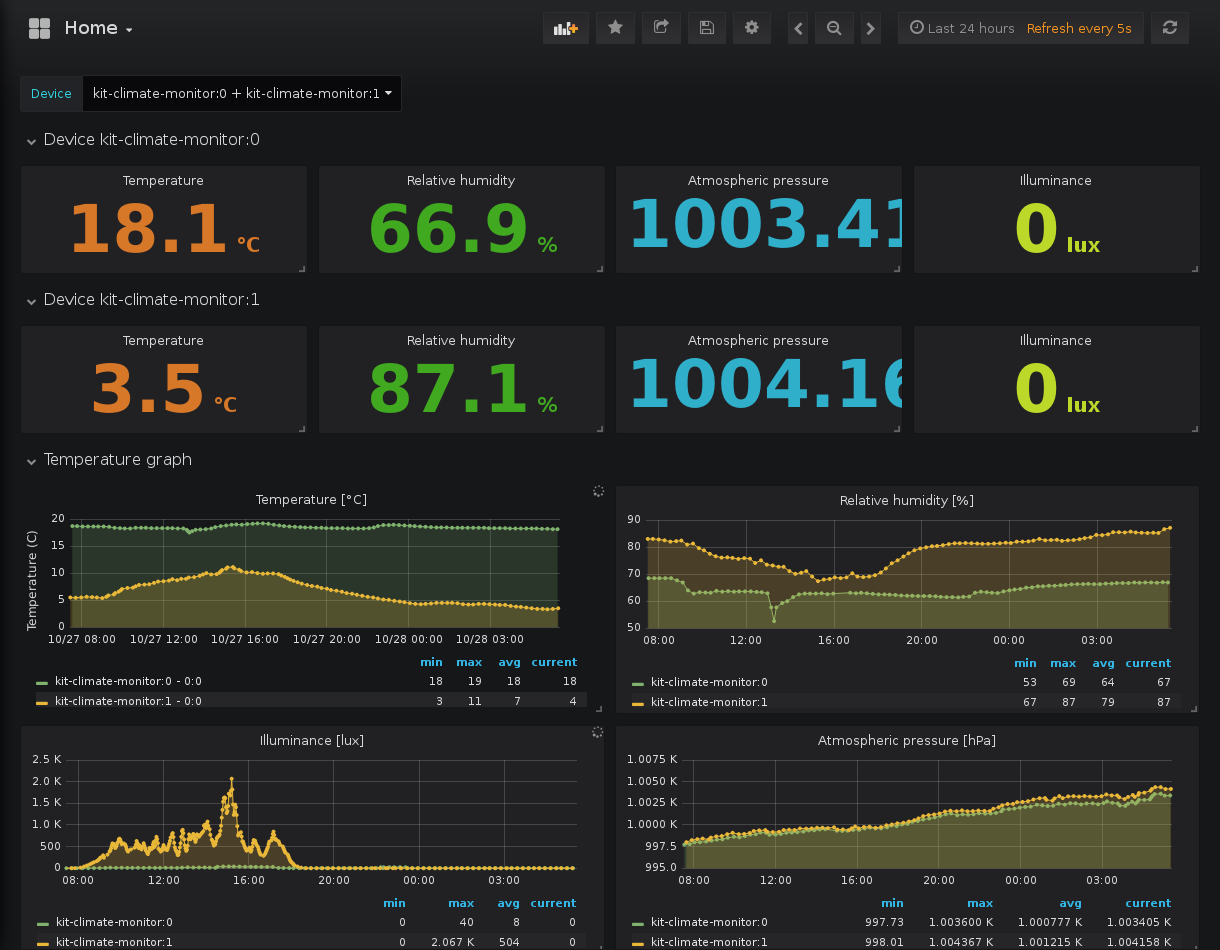 Home
Last 24 hours Refresh every 5s
Device kit-climate-monitor:0 + kit-climate-monitor:1
Device kit-climate-monitor:0
Temperature Relative humidity Atmospheric pressure Illuminance
18.1 °C 66.9 % 1003.41 0 lux
Device kit-climate-monitor:1
Temperature Relative humidity Atmospheric pressure Illuminance
3.5 °C 87.1 % 1004.16 0 lux
Temperature graph
Temperature [°C]
Temperature (C)
20
15
10
5
0
10/27 08:00 10/27 12:00 10/27 16:00 10/27 20:00 10/28 00:00 10/28 03:00
min max avg current
kit-climate-monitor:0 - 0:0 18 19 18 18
kit-climate-monitor:1 - 0:0 3 11 7 4
Relative humidity [%]
90
80
70
60
50
08:00 12:00 16:00 20:00 00:00 03:00
min max avg current
kit-climate-monitor:0 53 69 64 67
kit-climate-monitor:1 67 87 79 87
Illuminance [lux]
2.5 K
2.0 K
1.5 K
1.0 K
500
0
08:00 12:00 16:00 20:00 00:00 03:00
min max avg current
kit-climate-monitor:0 0 40 8 0
kit-climate-monitor:1 0 2.067 K 504 0
Atmospheric pressure [hPa]
1.0075 K
1.0050 K
1.0025 K
1.0000 K
997.5
995.0
08:00 12:00 16:00 20:00 00:00 03:00
min max avg current
kit-climate-monitor:0 997.73 1.003600 K 1.000777 K 1.003405 K
kit-climate-monitor:1 998.01 1.004367 K 1.001215 K 1.004158 K